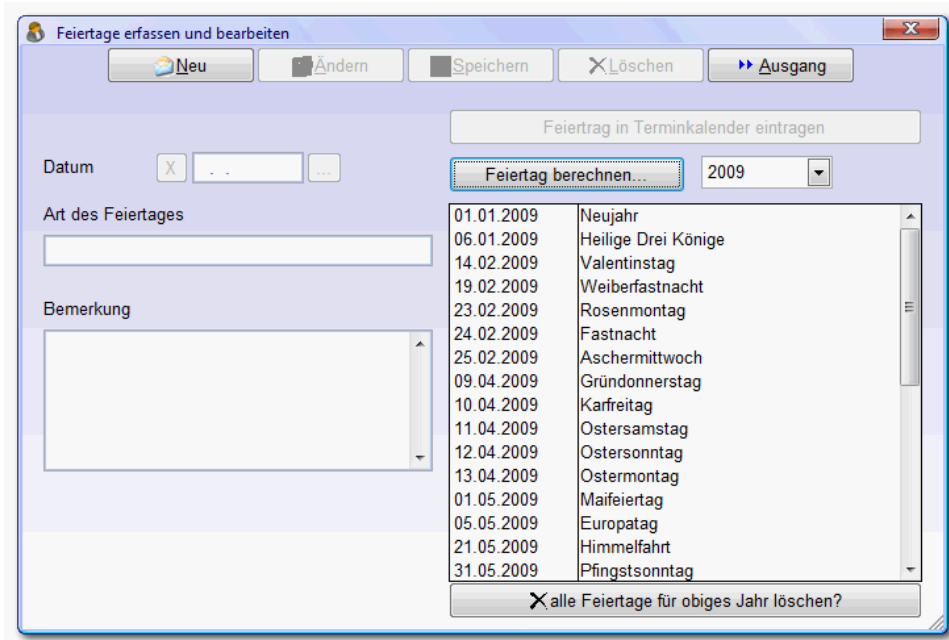 Feiertage erfassen und bearbeiten
Neu Ändern Speichern Löschen Ausgang
Feiertrag in Terminkalender eintragen
Datum X . . ...
Feiertag berechnen... 2009
Art des Feiertages
Bemerkung
01.01.2009 Neujahr
06.01.2009 Heilige Drei Könige
14.02.2009 Valentinstag
19.02.2009 Weiberfastnacht
23.02.2009 Rosenmontag
24.02.2009 Fastnacht
25.02.2009 Aschermittwoch
09.04.2009 Gründonnerstag
10.04.2009 Karfreitag
11.04.2009 Ostersamstag
12.04.2009 Ostersonntag
13.04.2009 Ostermontag
01.05.2009 Maifeiertag
05.05.2009 Europatag
21.05.2009 Himmelfahrt
31.05.2009 Pfingstsonntag
alle Feiertage für obiges Jahr löschen?